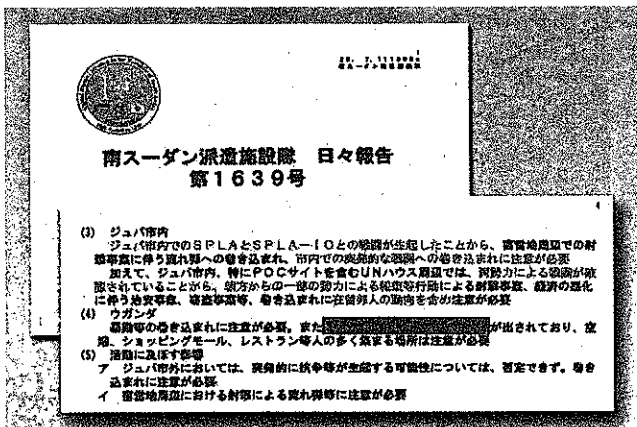 南スーダン派遣施設隊　日々報告
第１６３９号
4
(3)　ジュバ市内
ジュバ市内でのＳＰＬＡとＳＰＬＡ－ＩＯとの戦闘が生起したことから、宿営地周辺での射
撃事案に伴う流れ弾への巻き込まれ、市内での突発的な戦闘への巻き込まれに注意が必要
加えて、ジュバ市内、特にＰＯＣサイトを含むＵＮハウス周辺では、両勢力による戦闘が確
認されていることから、彼方からの一部の勢力による 等行動による射撃事案、経済の悪化
に伴う治安事案、窃盗事案等、巻き込まれに在留邦人の動向を含め注意が必要
(4)　ウガンダ
暴動等の巻き込まれに注意が必要。また が出されており、空
港、ショッピングモール、レストラン等人の多く集まる場所は注意が必要
(5)　活動に及ぼす影響
ア　ジュバ市外においては、突発的に抗争等が生起する可能性については、否定できず。巻き
込まれに注意が必要
イ　宿営地周辺における射撃による流れ弾等に注意が必要